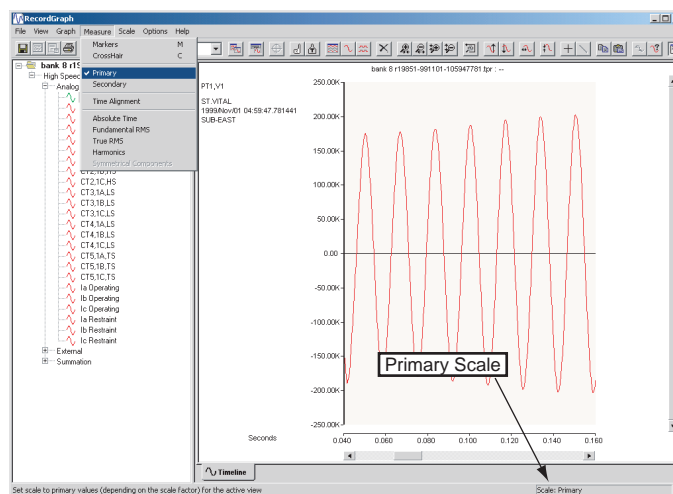 RecordGraph
File View Graph Measure Scale Options Help
Markers M
CrossHair C
Primary
Secondary
Time Alignment
Absolute Time
Fundamental RMS
True RMS
Harmonics
Symmetrical Components
bank 8 r19
High Speed
Analog
CT2,1B,HS
CT2,1C,HS
CT3,1A,LS
CT3,1B,LS
CT3,1C,LS
CT4,1A,LS
CT4,1B,LS
CT4,1C,LS
CT5,1A,TS
CT5,1B,TS
CT5,1C,TS
Ia Operating
Ib Operating
Ic Operating
Ia Restraint
Ib Restraint
Ic Restraint
External
Summation
bank 8 r19851-991101-105947781.tpr : --
PT1,V1
ST.VITAL
1999/Nov/01 04:59:47.781441
SUB-EAST
250.00K
200.00K
150.00K
100.00K
50.00K
0.00
-50.00K
-100.00K
-150.00K
-200.00K
-250.00K
Primary Scale
Seconds 0.040 0.060 0.080 0.100 0.120 0.140 0.160
Timeline
Set scale to primary values (depending on the scale factor) for the active view
Scale: Primary